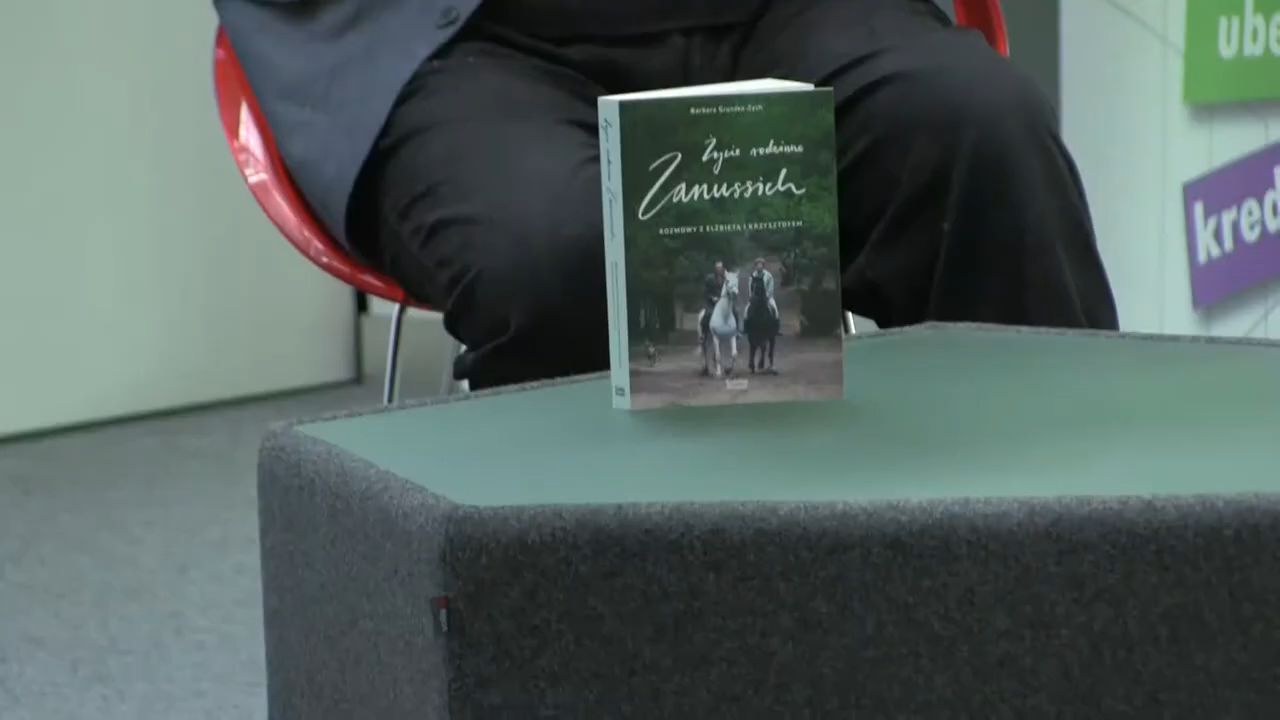 Barbara Gruszka-Zych
Życie rodzinne
Zanussich
ROZMOWY Z ELŻBIETĄ I KRZYSZTOFEM
ube
kred